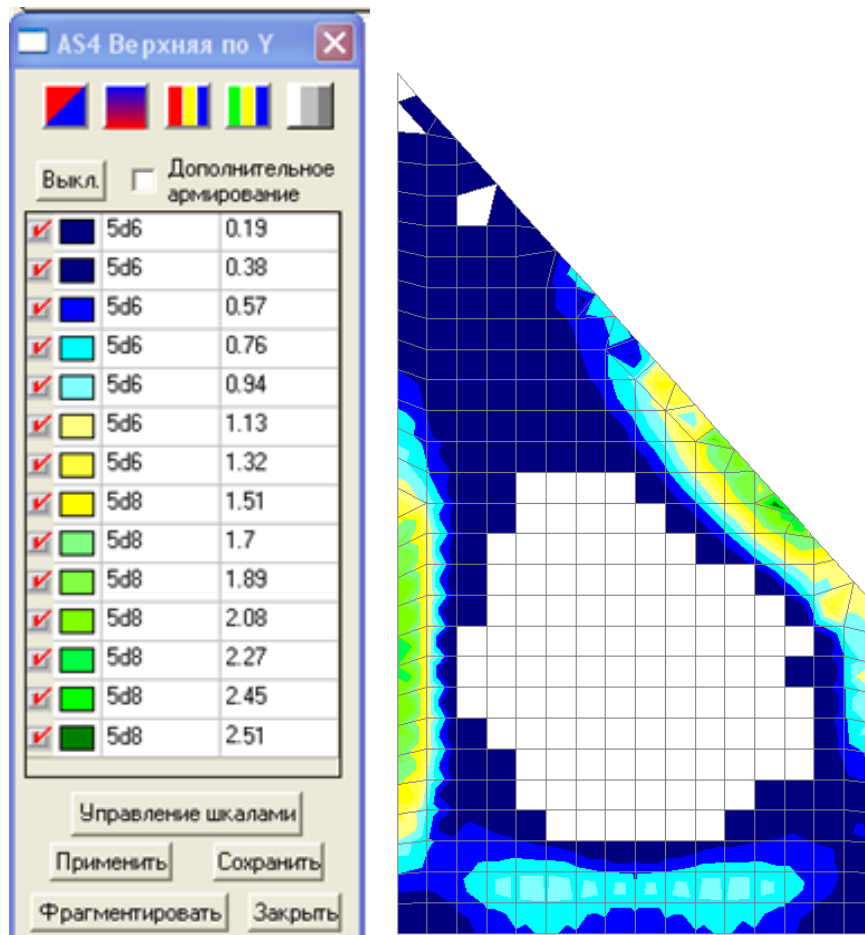 AS4 Верхняя по Y
Выкл.
Дополнительное
армирование
5d6 0.19
5d6 0.38
5d6 0.57
5d6 0.76
5d6 0.94
5d6 1.13
5d6 1.32
5d8 1.51
5d8 1.7
5d8 1.89
5d8 2.08
5d8 2.27
5d8 2.45
5d8 2.51
Управление шкалами
Применить Сохранить
Фрагментировать Закрыть